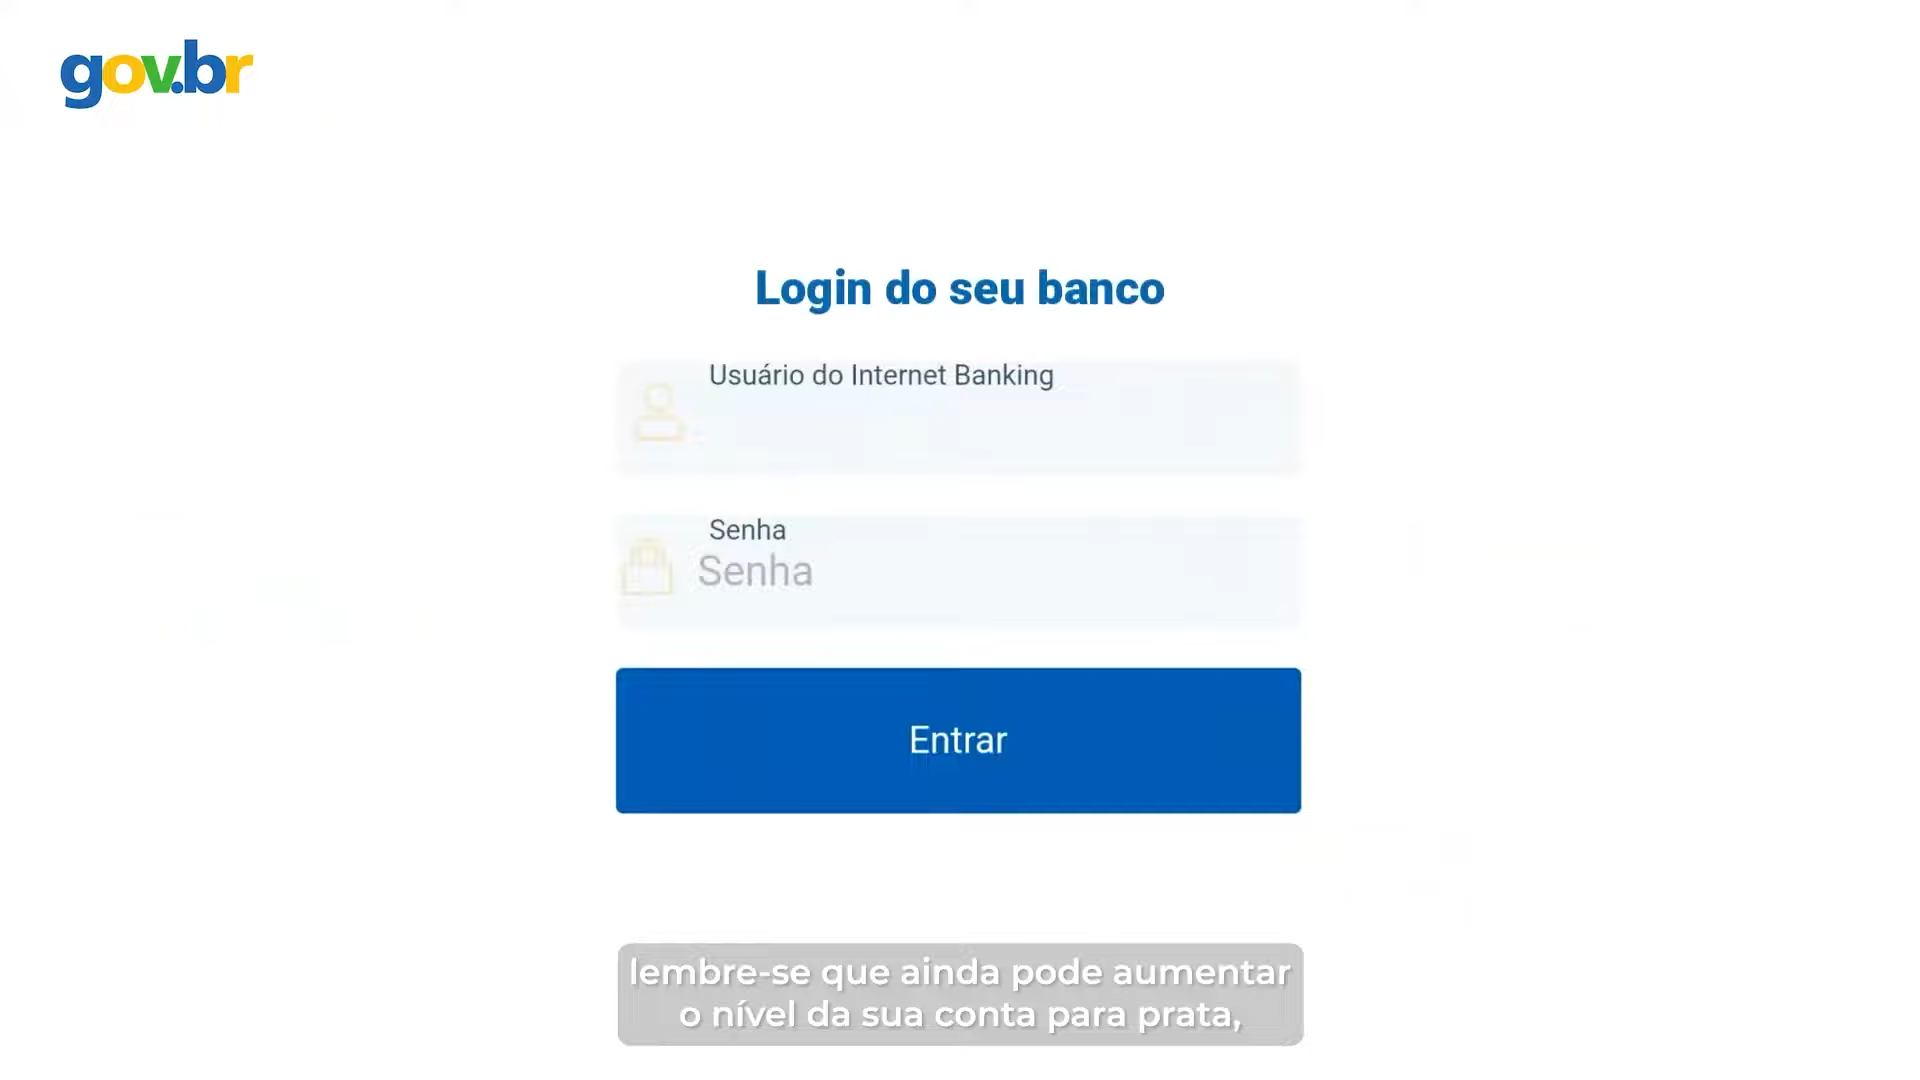 gov.br
Login do seu banco
Usuário do Internet Banking
Senha
Senha
Entrar
lembre-se que ainda pode aumentar
o nível da sua conta para prata,